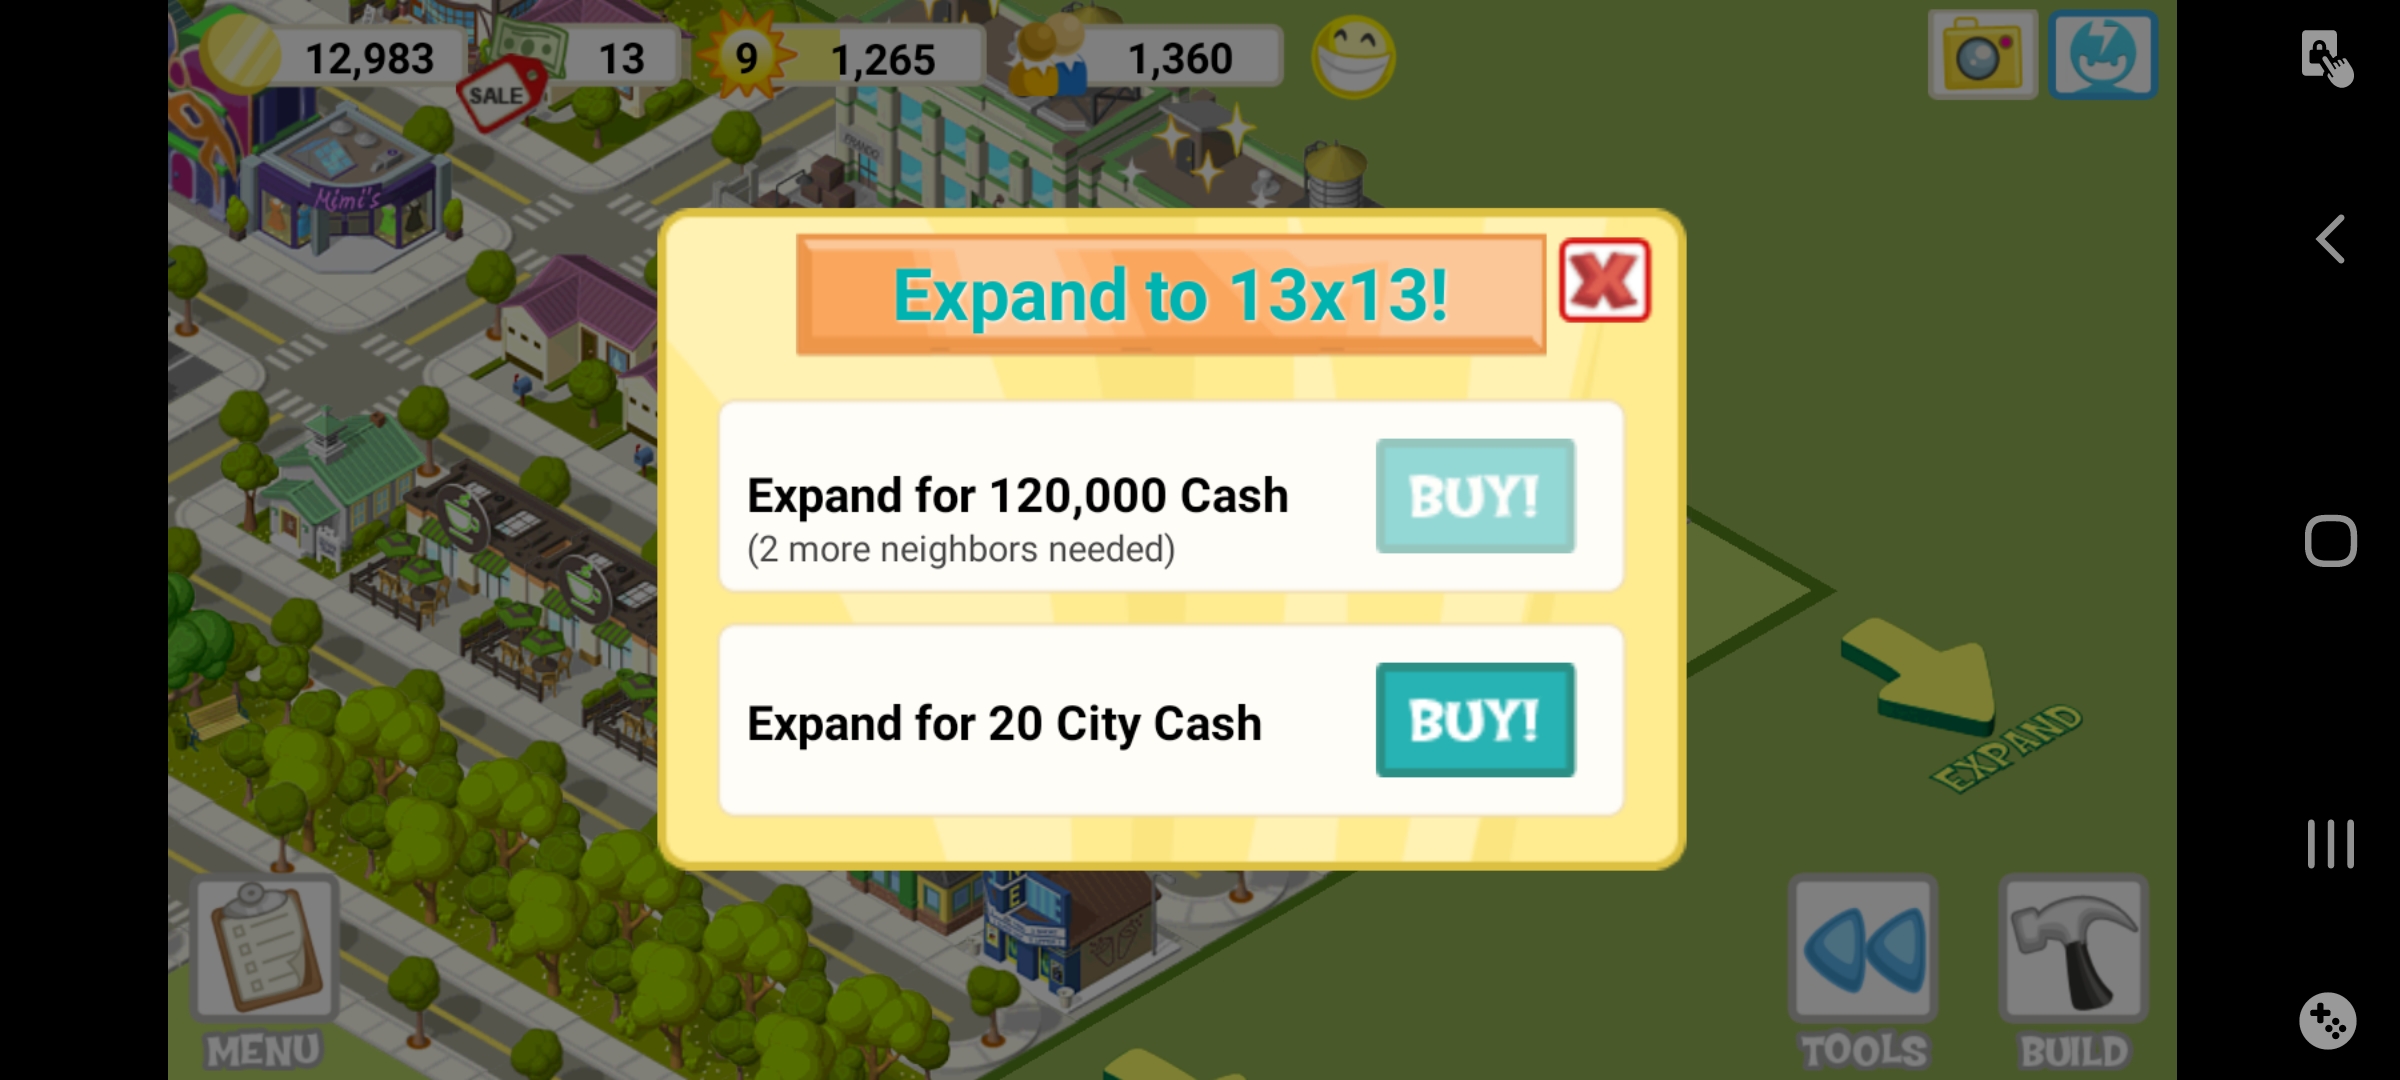 12,983
13
9
1,265
1,360
SALE
Mimi's
Expand to 13x13!
X
Expand for 120,000 Cash
BUY!
(2 more neighbors needed)
Expand for 20 City Cash
BUY!
EXPAND
MENU
TOOLS
BUILD